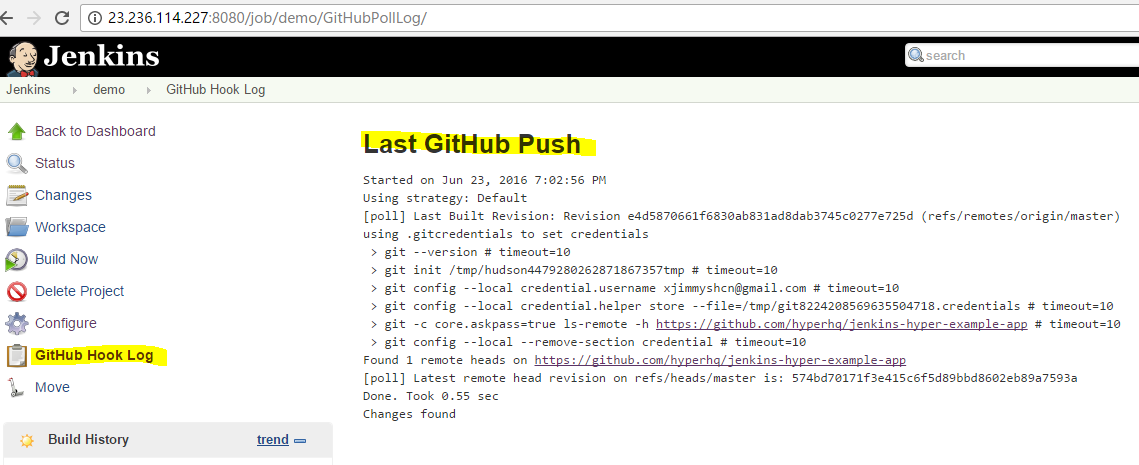 23.236.114.227:8080/job/demo/GitHubPollLog/
Jenkins
search
Jenkins demo GitHub Hook Log
Back to Dashboard
Status
Changes
Workspace
Build Now
Delete Project
Configure
GitHub Hook Log
Move
Build History trend
Last GitHub Push
Started on Jun 23, 2016 7:02:56 PM
Using strategy: Default
[poll] Last Built Revision: Revision e4d5870661f6830ab831ad8dab3745c0277e725d (refs/remotes/origin/master)
using .gitcredentials to set credentials
> git --version # timeout=10
> git init /tmp/hudson4479280262871867357tmp # timeout=10
> git config --local credential.username xjimmyshcn@gmail.com # timeout=10
> git config --local credential.helper store --file=/tmp/git8224208569635504718.credentials # timeout=10
> git -c core.askpass=true ls-remote -h https://github.com/hyperhq/jenkins-hyper-example-app # timeout=10
> git config --local --remove-section credential # timeout=10
Found 1 remote heads on https://github.com/hyperhq/jenkins-hyper-example-app
[poll] Latest remote head revision on refs/heads/master is: 574bd70171f3e415c6f5d89bbd8602eb89a7593a
Done. Took 0.55 sec
Changes found